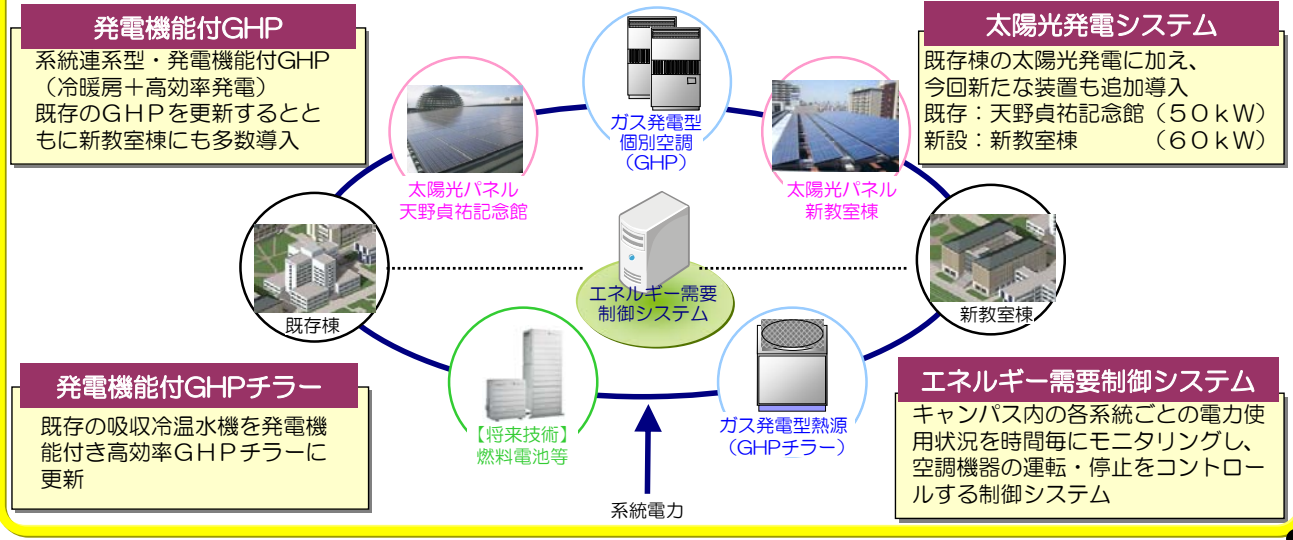 発電機能付GHP
系統連系型・発電機能付GHP
（冷暖房＋高効率発電）
既存のＧＨＰを更新するとと
もに新教室棟にも多数導入
太陽光発電システム
既存棟の太陽光発電に加え、
今回新たな装置も追加導入
既存：天野貞祐記念館（５０ｋＷ）
新設：新教室棟　　　（６０ｋＷ）
ガス発電型
個別空調
（GHP）
太陽光パネル
天野貞祐記念館
太陽光パネル
新教室棟
既存棟
エネルギー需要
制御システム
新教室棟
【将来技術】
燃料電池等
ガス発電型熱源
（GHPチラー）
系統電力
発電機能付GHPチラー
既存の吸収冷温水機を発電機
能付き高効率ＧＨＰチラーに
更新
エネルギー需要制御システム
キャンパス内の各系統ごとの電力使
用状況を時間毎にモニタリングし、
空調機器の運転・停止をコントロー
ルする制御システム